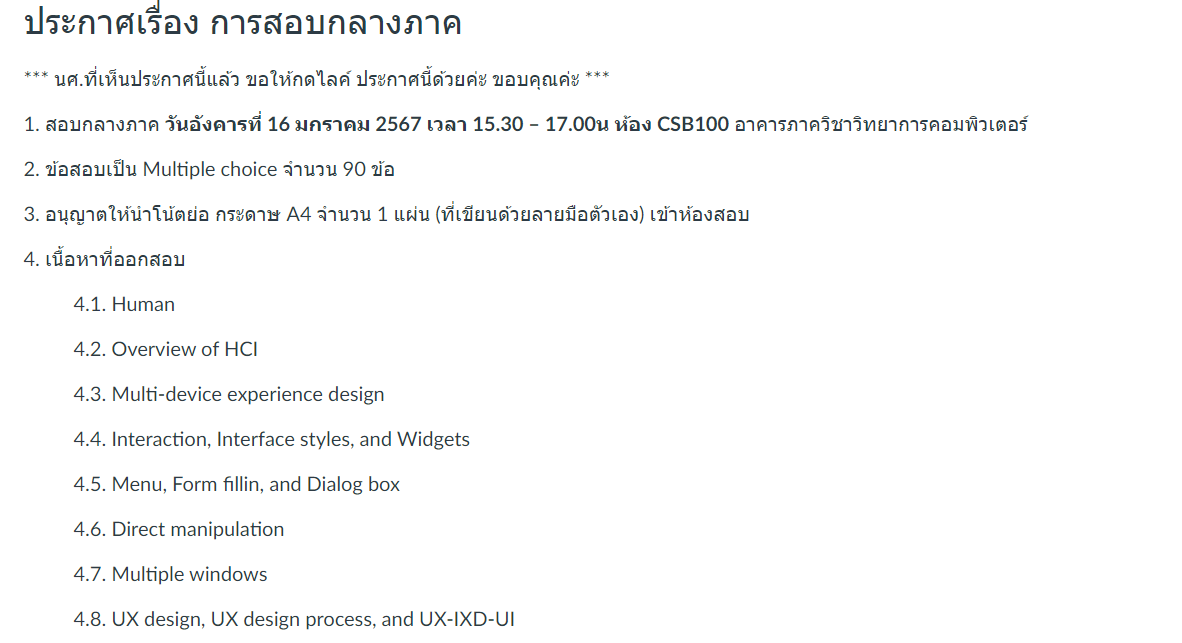 ประกาศเรื่อง การสอบกลางภาค
*** นศ.ที่เห็นประกาศนี้แล้ว ขอให้กดไลค์ ประกาศนี้ด้วยค่ะ ขอบคุณค่ะ ***
1. สอบกลางภาค วันอังคารที่ 16 มกราคม 2567 เวลา 15.30 – 17.00น ห้อง CSB100 อาคารภาควิชาวิทยาการคอมพิวเตอร์
2. ข้อสอบเป็น Multiple choice จำนวน 90 ข้อ
3. อนุญาตให้นำโน้ตย่อ กระดาษ A4 จำนวน 1 แผ่น (ที่เขียนด้วยลายมือตัวเอง) เข้าห้องสอบ
4. เนื้อหาที่ออกสอบ
4.1. Human
4.2. Overview of HCI
4.3. Multi-device experience design
4.4. Interaction, Interface styles, and Widgets
4.5. Menu, Form fillin, and Dialog box
4.6. Direct manipulation
4.7. Multiple windows
4.8. UX design, UX design process, and UX-IXD-UI